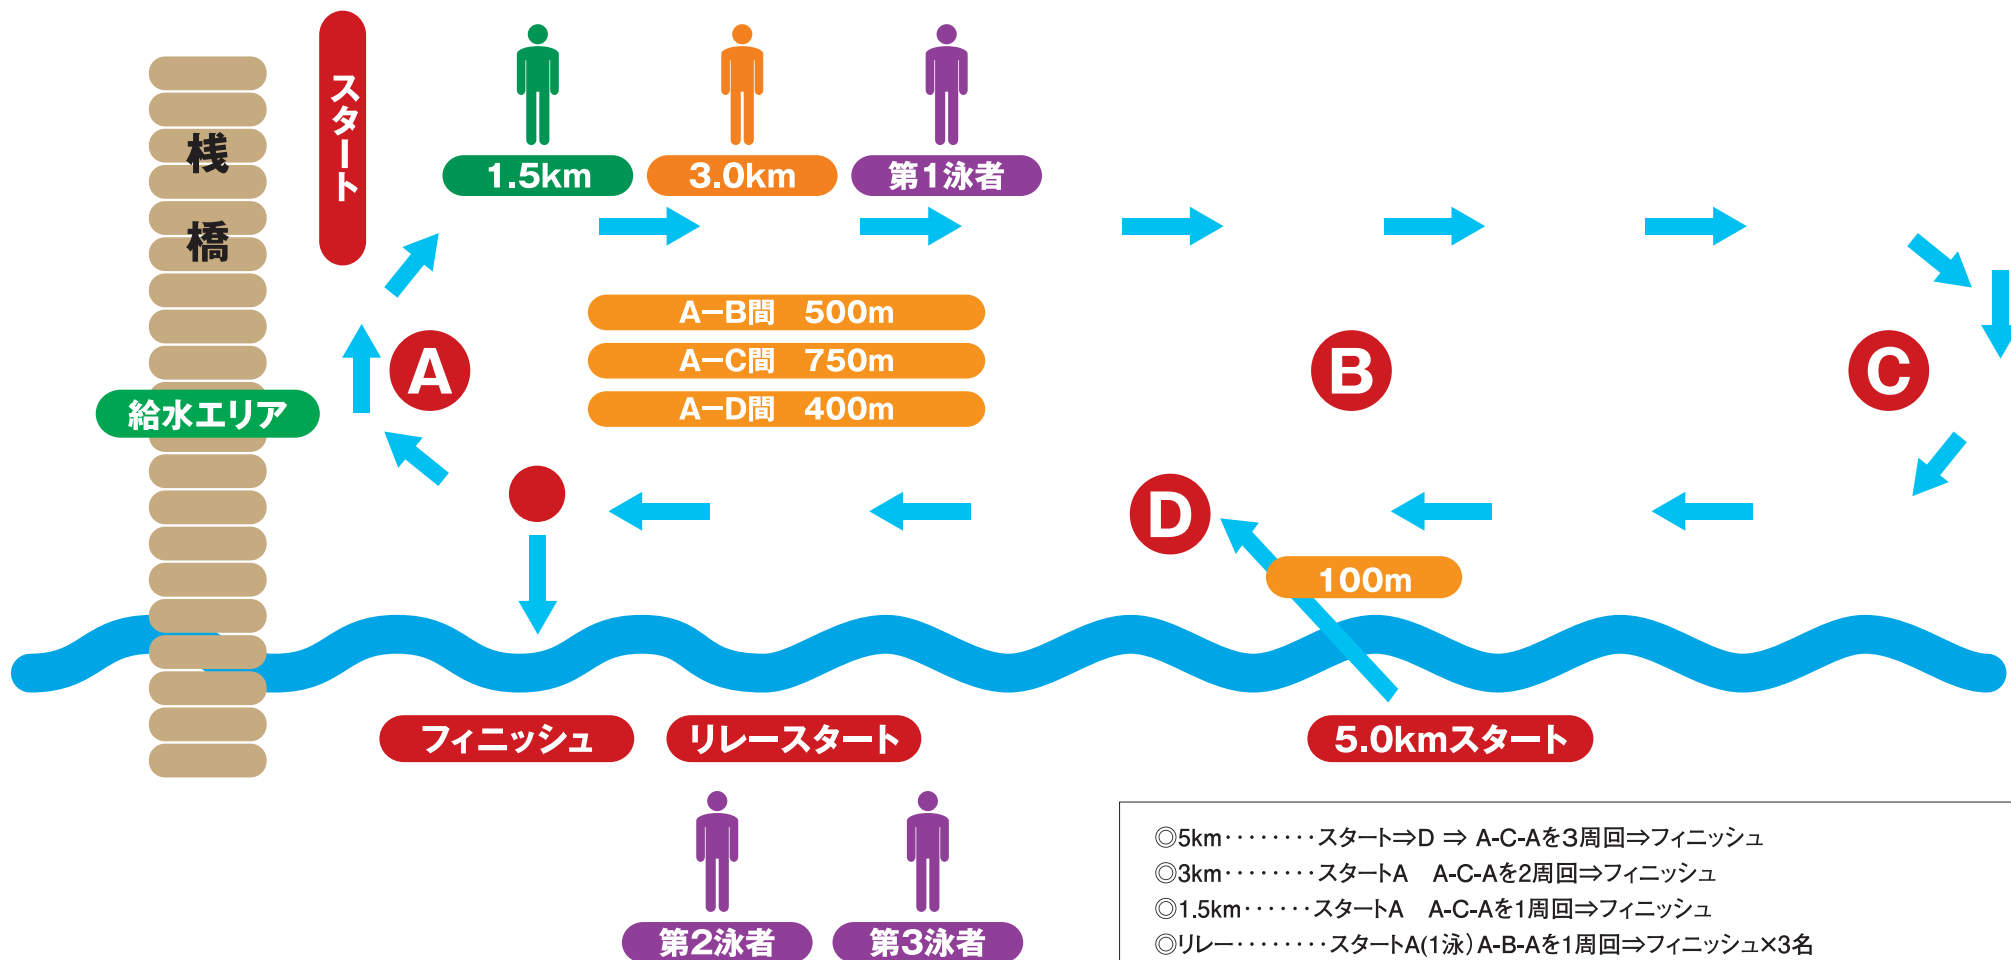 スタート
桟橋
1.5km
3.0km
第1泳者
A−B間 500m
A−C間 750m
A−D間 400m
A
B
C
給水エリア
D
100m
フィニッシュ
リレースタート
5.0kmスタート
第2泳者
第3泳者
◎5km‥‥‥‥スタート⇒D ⇒ A-C-Aを3周回⇒フィニッシュ
◎3km‥‥‥‥スタートA A-C-Aを2周回⇒フィニッシュ
◎1.5km‥‥‥スタートA A-C-Aを1周回⇒フィニッシュ
◎リレー‥‥‥‥スタートA(1泳)A-B-Aを1周回⇒フィニッシュ×3名